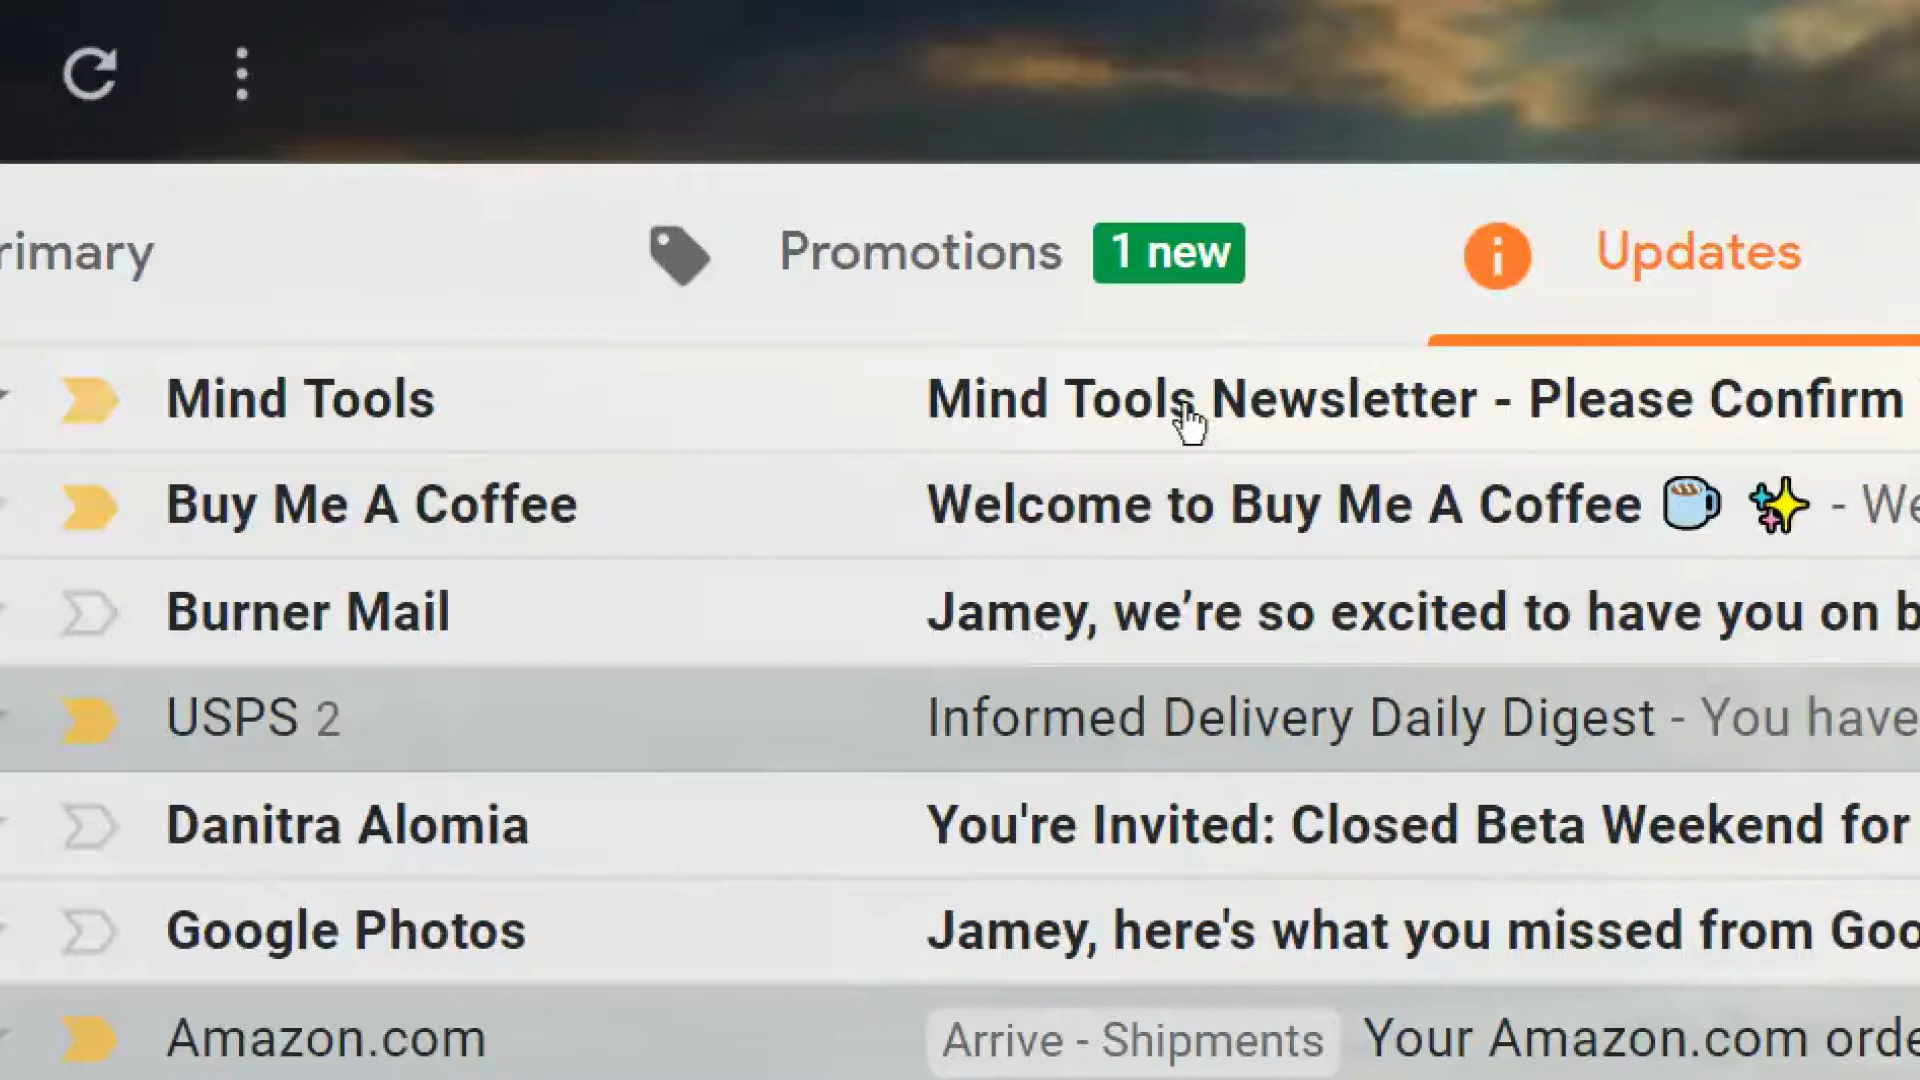 rimary Promotions 1 new Updates
Mind Tools Mind Tools Newsletter - Please Confirm
Buy Me A Coffee Welcome to Buy Me A Coffee ☕ ✨ - We
Burner Mail Jamey, we’re so excited to have you on b
USPS 2 Informed Delivery Daily Digest - You have
Danitra Alomia You're Invited: Closed Beta Weekend for
Google Photos Jamey, here's what you missed from Goo
Amazon.com Arrive - Shipments Your Amazon.com orde